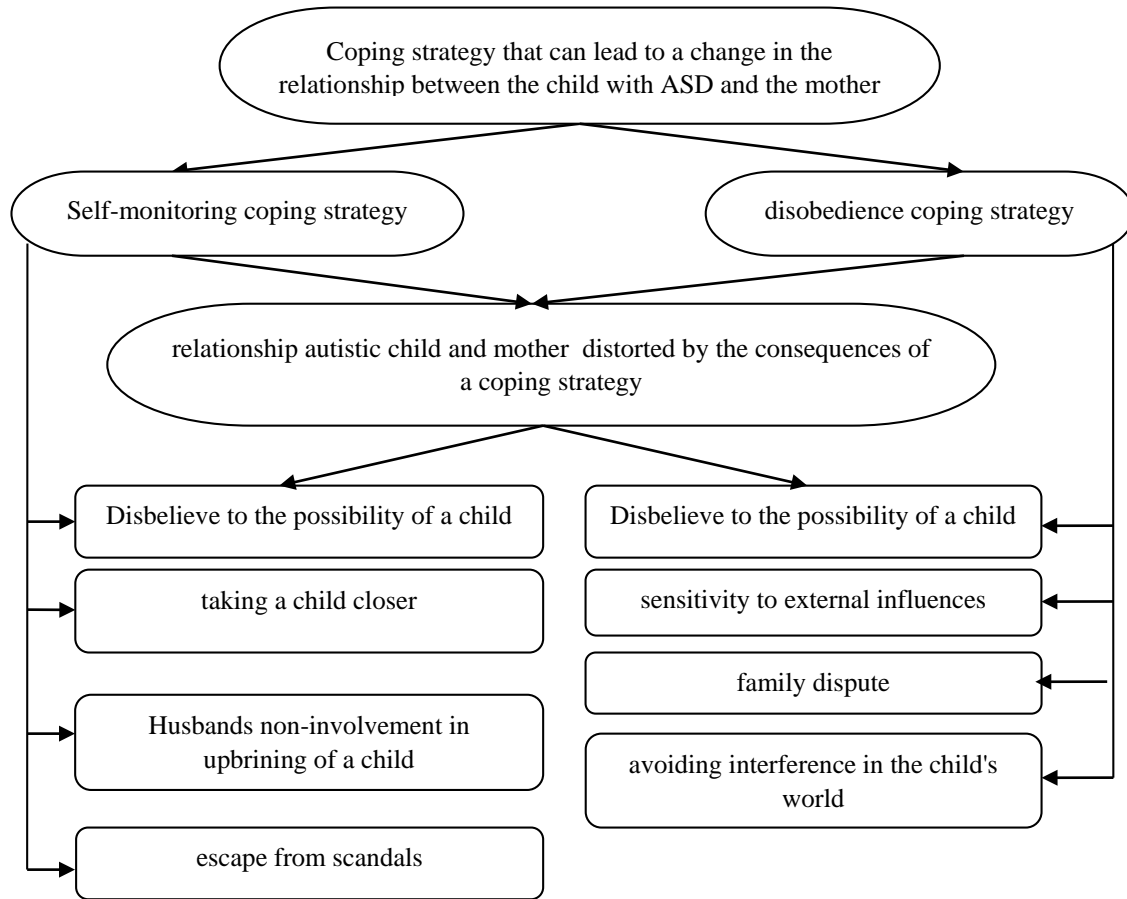 Coping strategy that can lead to a change in the
relationship between the child with ASD and the mother
Self-monitoring coping strategy
disobedience coping strategy
relationship autistic child and mother distorted by the consequences of
a coping strategy
Disbelieve to the possibility of a child
Disbelieve to the possibility of a child
taking a child closer
sensitivity to external influences
family dispute
Husbands non-involvement in
upbrining of a child
avoiding interference in the child's
world
escape from scandals